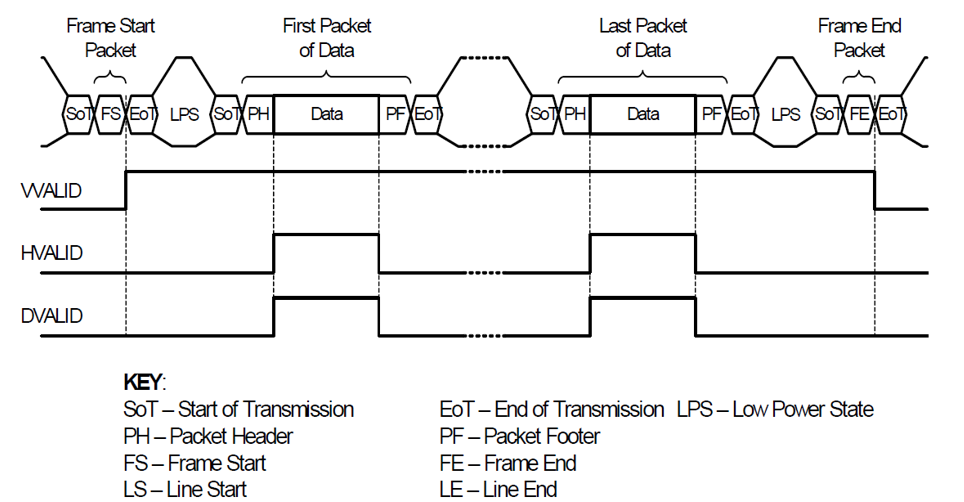 Frame Start
Packet
First Packet
of Data
Last Packet
of Data
Frame End
Packet
SoT FS EoT LPS SoT PH Data PF EoT SoT PH Data PF EoT LPS SoT FE EoT
VVALID
HVALID
DVALID
KEY:
SoT – Start of Transmission EoT – End of Transmission LPS – Low Power State
PH – Packet Header PF – Packet Footer
FS – Frame Start FE – Frame End
LS – Line Start LE – Line End